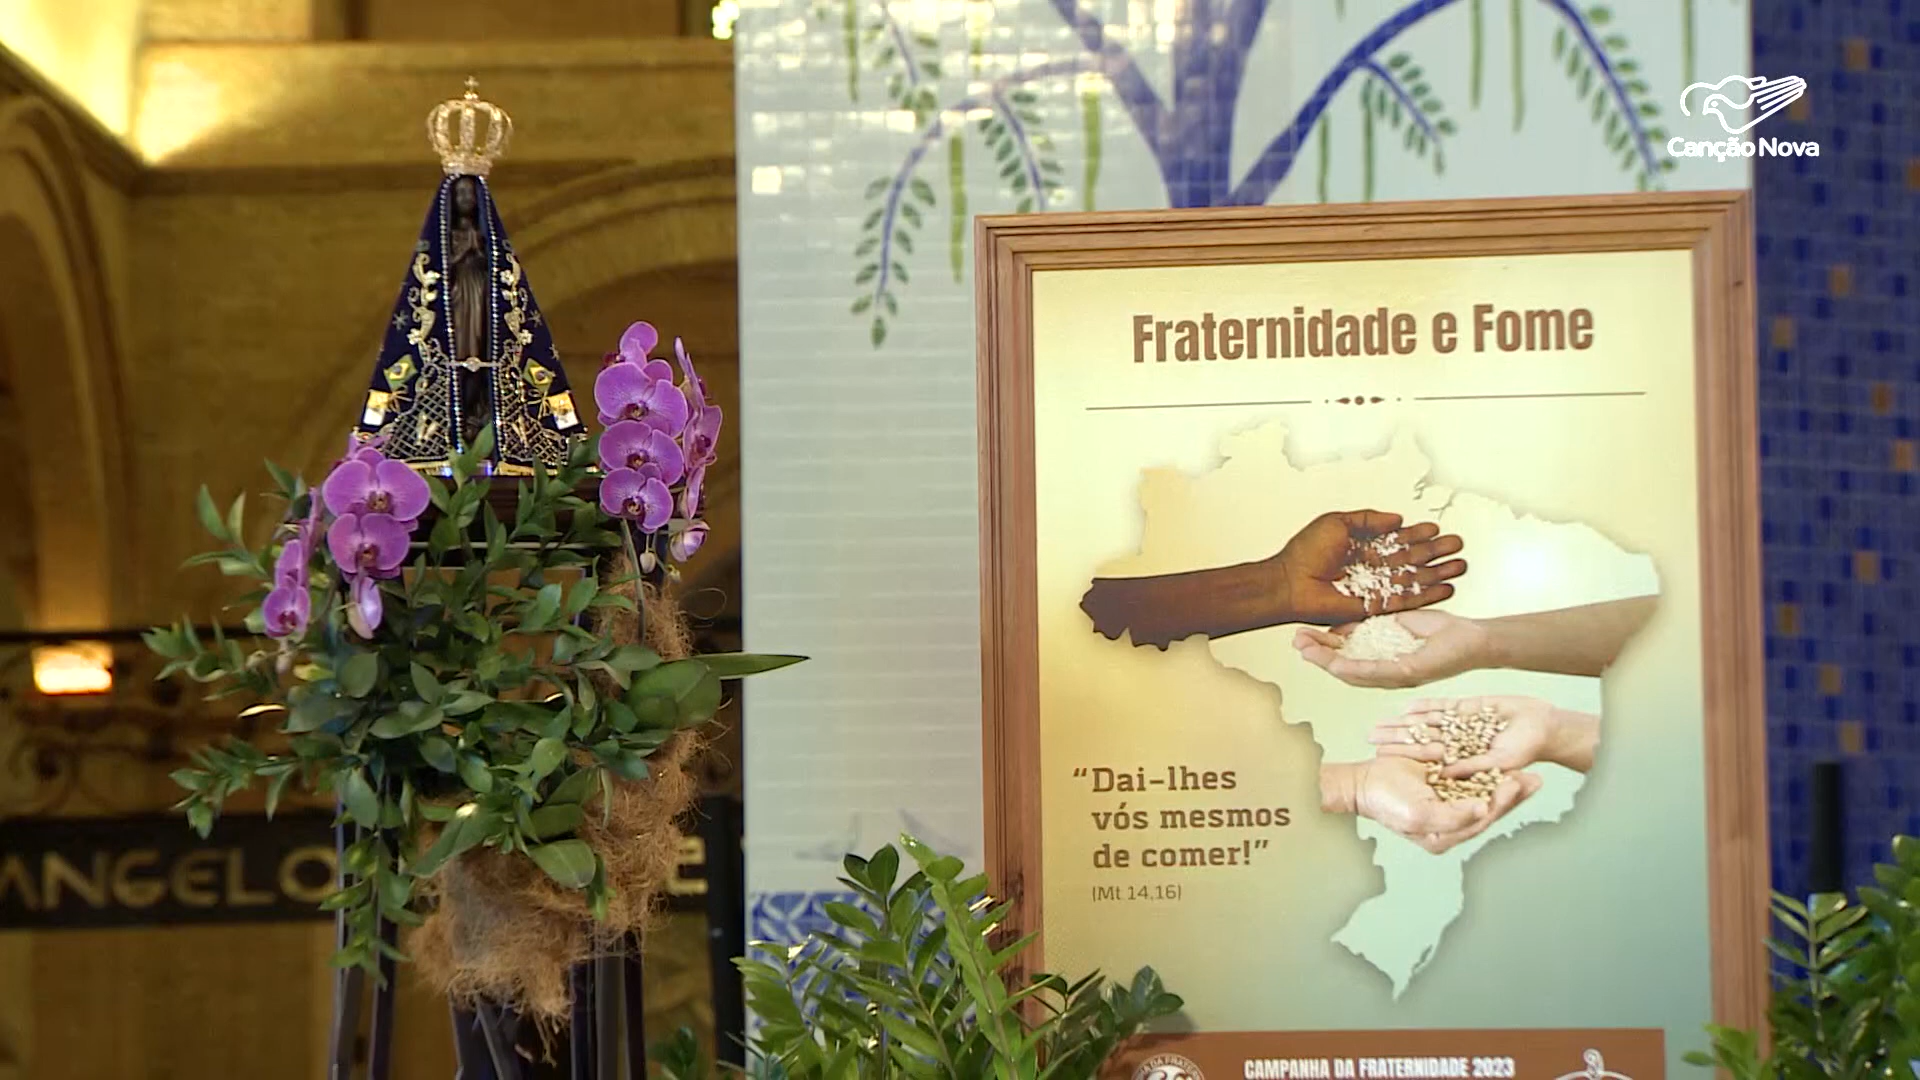 Canção Nova
Fraternidade e Fome
“Dai-lhes
vós mesmos
de comer!”
(Mt 14,16)
ANGELO
CAMPANHA DA FRATERNIDADE 2023